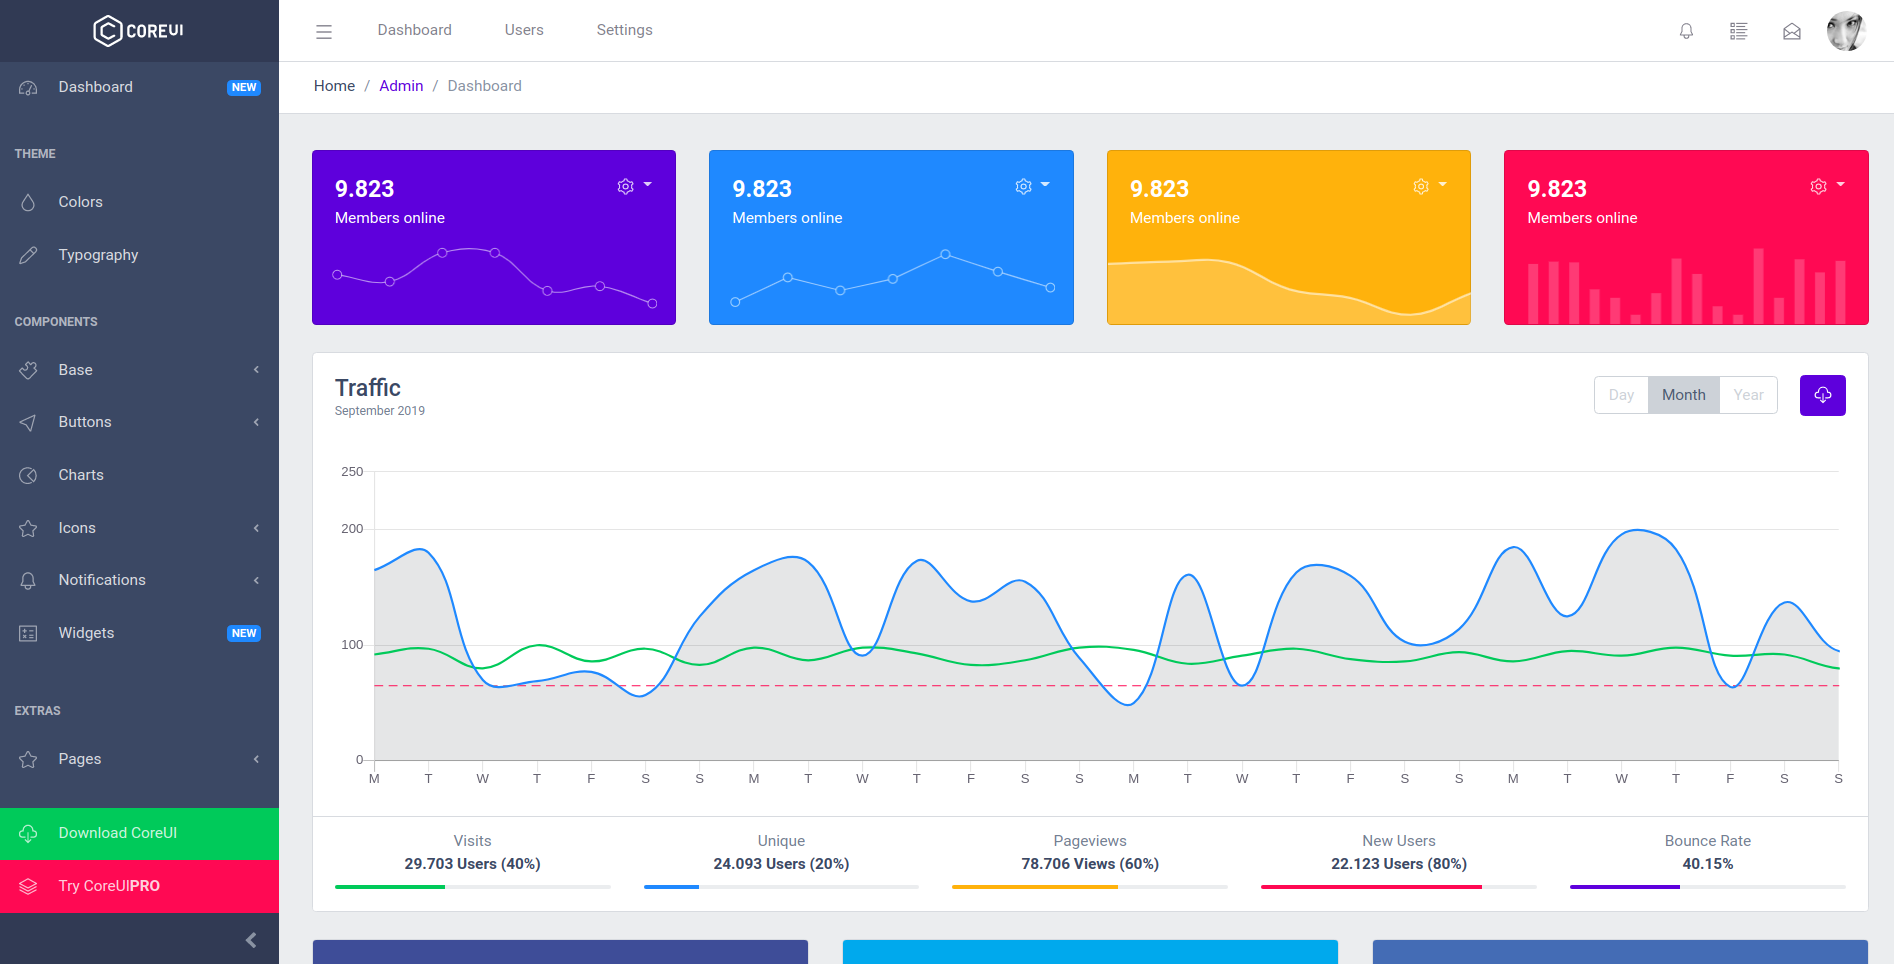 COREUI
Dashboard NEW
THEME
Colors
Typography
COMPONENTS
Base
Buttons
Charts
Icons
Notifications
Widgets NEW
EXTRAS
Pages
Download CoreUI
Try CoreUIPRO
Dashboard Users Settings
Home / Admin / Dashboard
9.823
Members online
9.823
Members online
9.823
Members online
9.823
Members online
Traffic
September 2019
Day Month Year
250
200
100
0
M T W T F S S M T W T F S S M T W T F S S M T W T F S S
Visits
29.703 Users (40%)
Unique
24.093 Users (20%)
Pageviews
78.706 Views (60%)
New Users
22.123 Users (80%)
Bounce Rate
40.15%